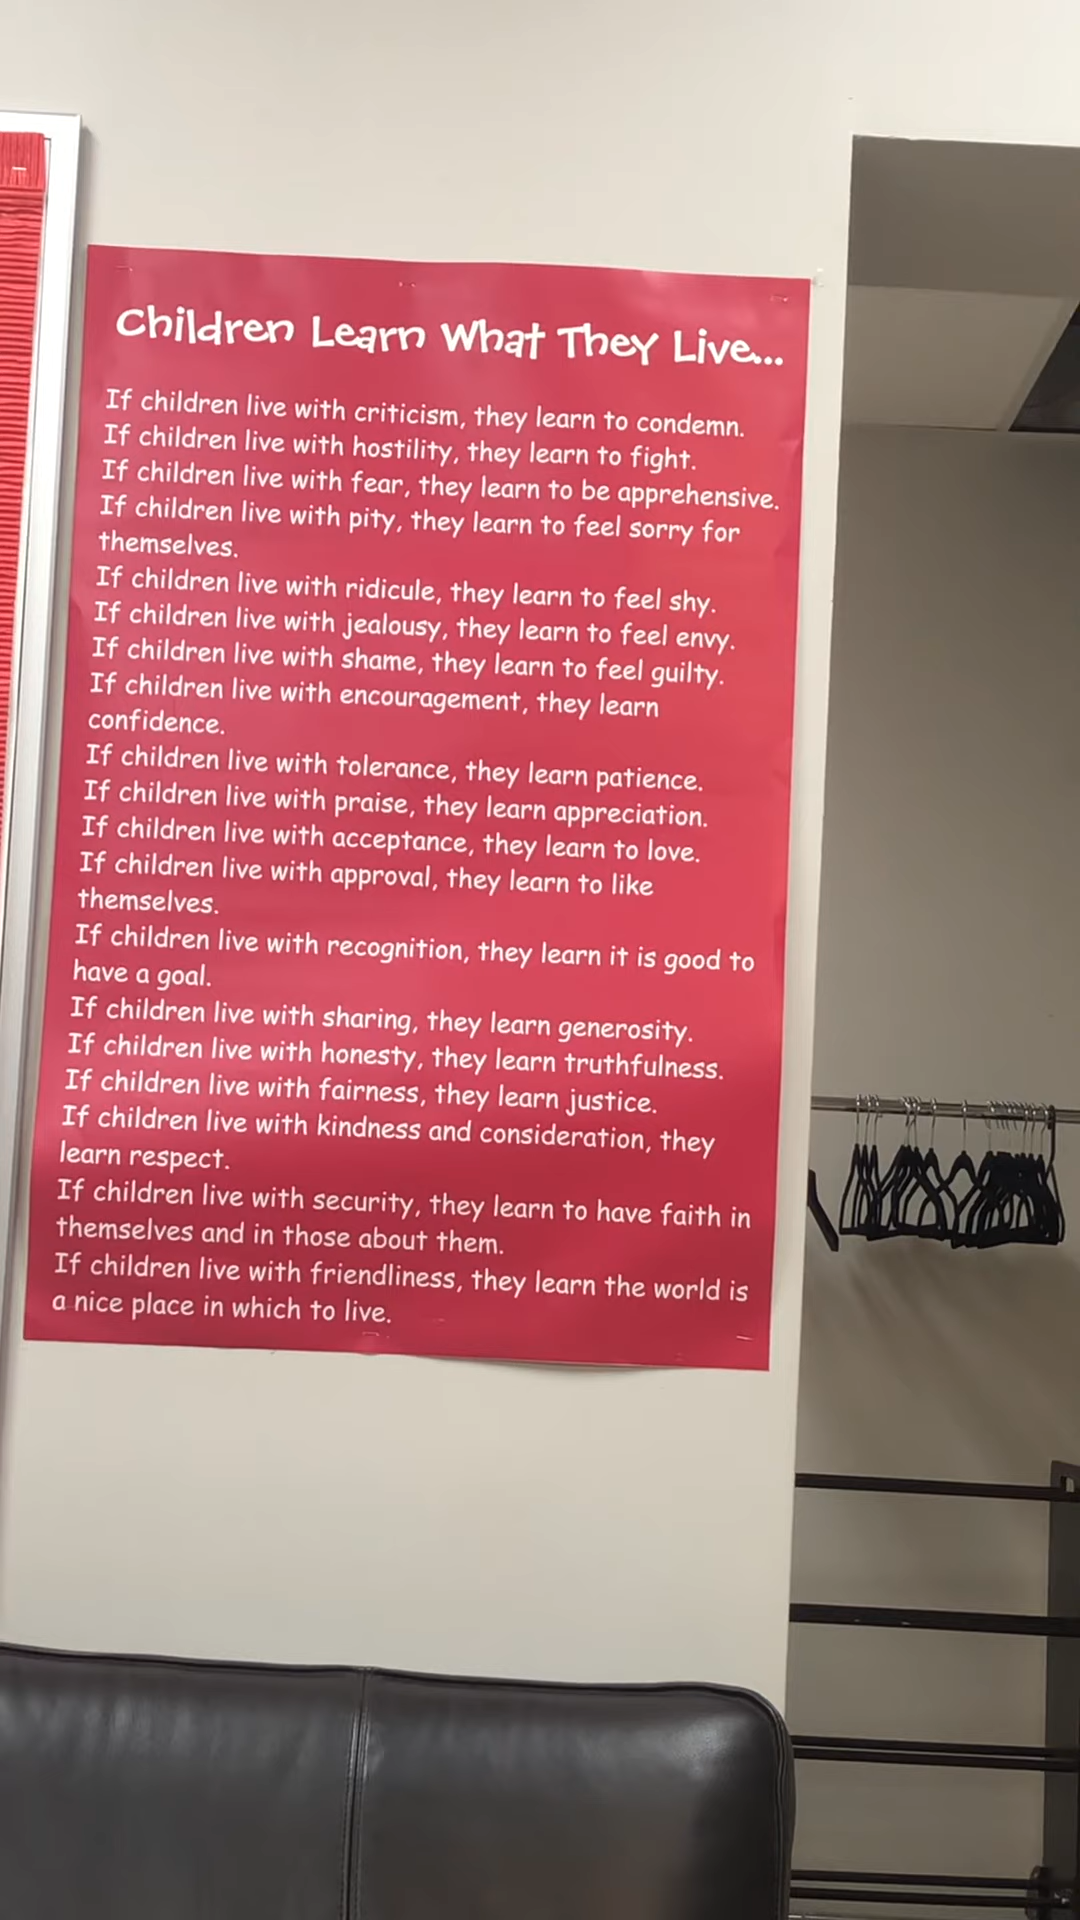 Children Learn What They Live...
If children live with criticism, they learn to condemn.
If children live with hostility, they learn to fight.
If children live with fear, they learn to be apprehensive.
If children live with pity, they learn to feel sorry for
themselves.
If children live with ridicule, they learn to feel shy.
If children live with jealousy, they learn to feel envy.
If children live with shame, they learn to feel guilty.
If children live with encouragement, they learn
confidence.
If children live with tolerance, they learn patience.
If children live with praise, they learn appreciation.
If children live with acceptance, they learn to love.
If children live with approval, they learn to like
themselves.
If children live with recognition, they learn it is good to
have a goal.
If children live with sharing, they learn generosity.
If children live with honesty, they learn truthfulness.
If children live with fairness, they learn justice.
If children live with kindness and consideration, they
learn respect.
If children live with security, they learn to have faith in
themselves and in those about them.
If children live with friendliness, they learn the world is
a nice place in which to live.